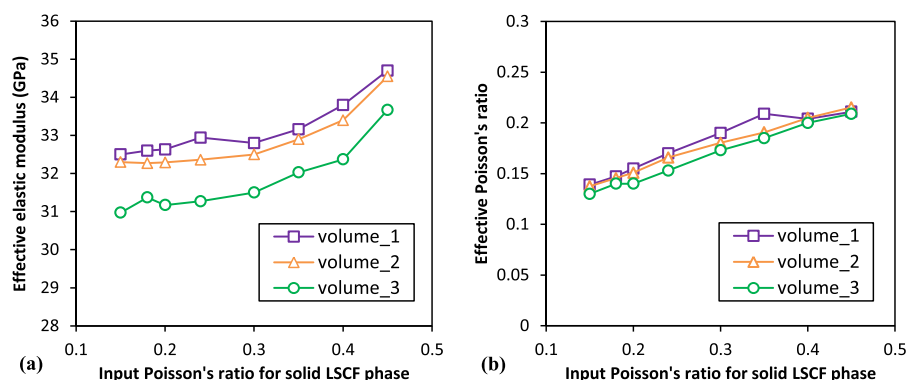 Effective elastic modulus (GPa)
36
35
34
33
32
31
30
29
28
0.1
0.2
0.3
0.4
0.5
volume_1
volume_2
volume_3
(a)
Input Poisson's ratio for solid LSCF phase
Effective Poisson's ratio
0.3
0.25
0.2
0.15
0.1
0.05
0
0.1
0.2
0.3
0.4
0.5
volume_1
volume_2
volume_3
(b)
Input Poisson's ratio for solid LSCF phase